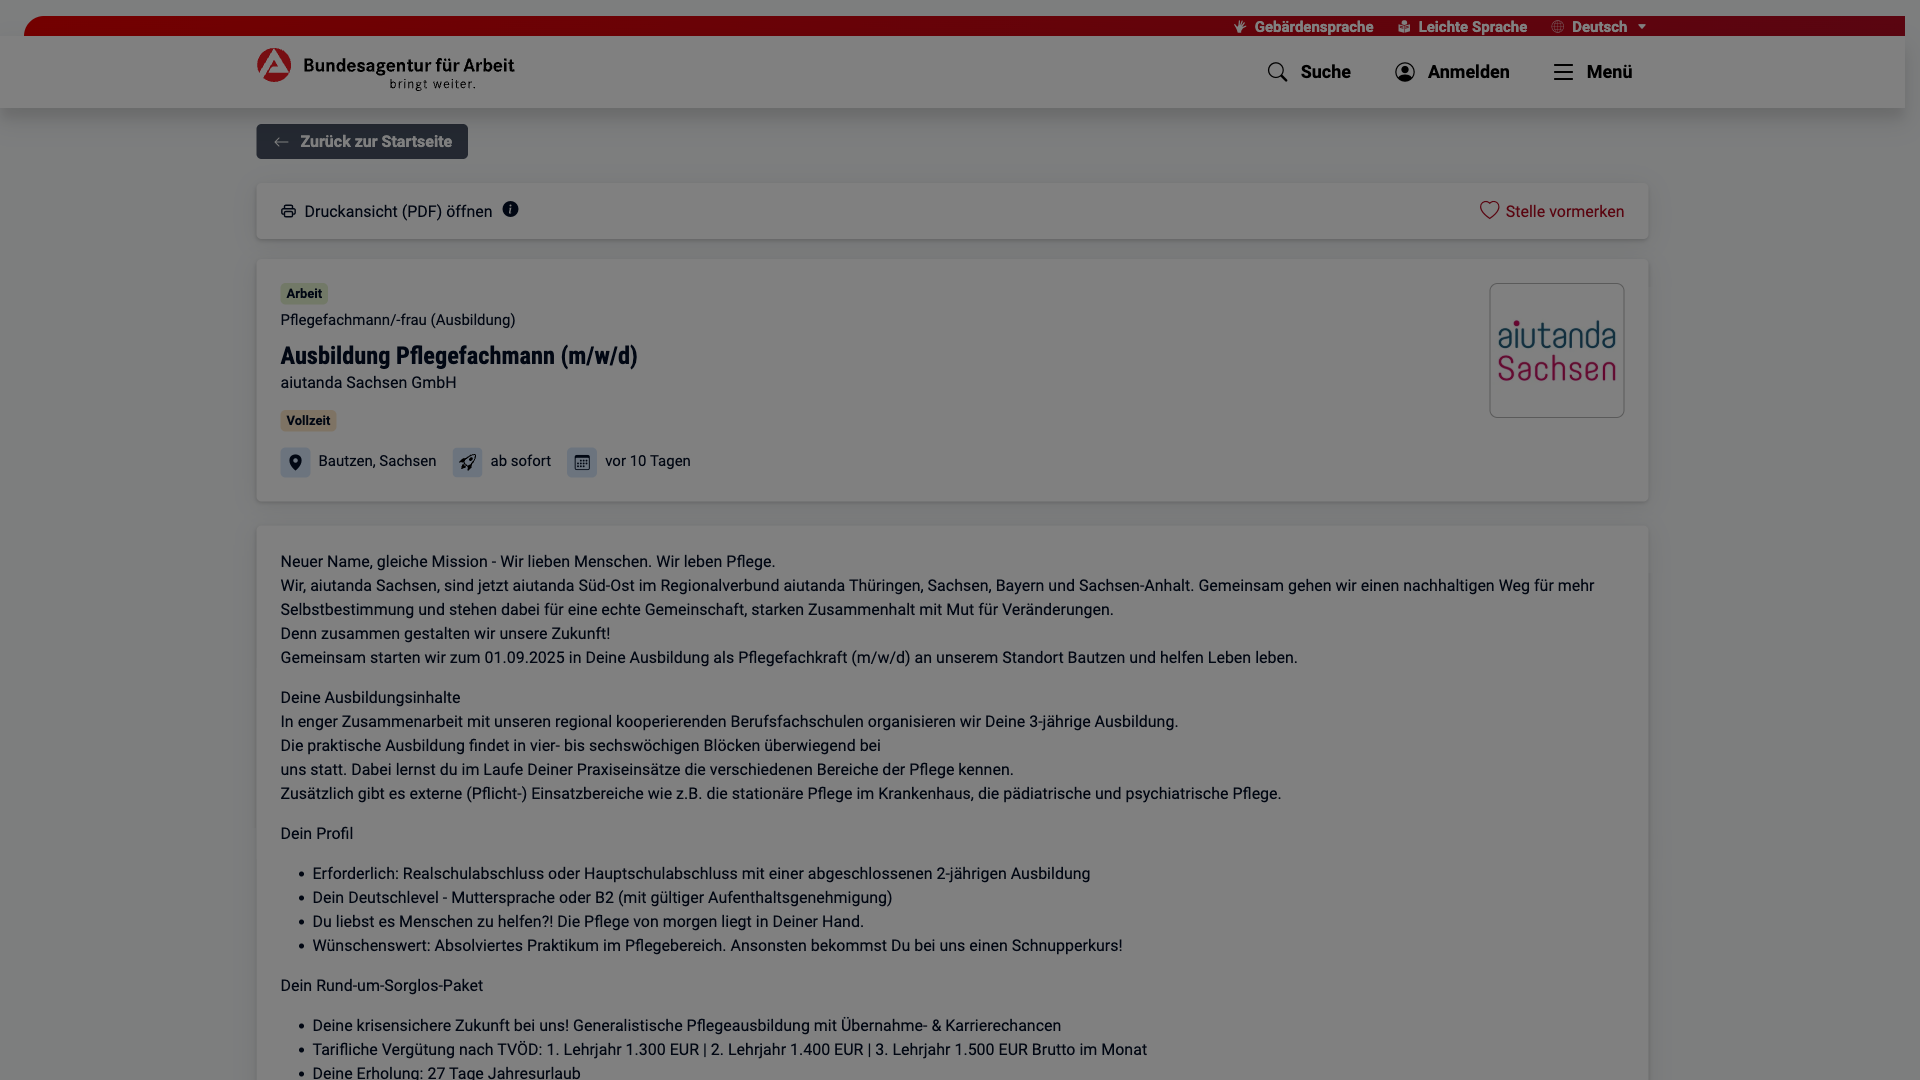 Gebärdensprache Leichte Sprache Deutsch
Bundesagentur für Arbeit
bringt weiter.
Suche Anmelden Menü
Zurück zur Startseite
Druckansicht (PDF) öffnen
Stelle vormerken
Arbeit
Pflegefachmann/-frau (Ausbildung)
Ausbildung Pflegefachmann (m/w/d)
aiutanda Sachsen GmbH
aiutanda
Sachsen
Vollzeit
Bautzen, Sachsen ab sofort vor 10 Tagen
Neuer Name, gleiche Mission - Wir lieben Menschen. Wir leben Pflege.
Wir, aiutanda Sachsen, sind jetzt aiutanda Süd-Ost im Regionalverbund aiutanda Thüringen, Sachsen, Bayern und Sachsen-Anhalt. Gemeinsam gehen wir einen nachhaltigen Weg für mehr
Selbstbestimmung und stehen dabei für eine echte Gemeinschaft, starken Zusammenhalt mit Mut für Veränderungen.
Denn zusammen gestalten wir unsere Zukunft!
Gemeinsam starten wir zum 01.09.2025 in Deine Ausbildung als Pflegefachkraft (m/w/d) an unserem Standort Bautzen und helfen Leben leben.
Deine Ausbildungsinhalte
In enger Zusammenarbeit mit unseren regional kooperierenden Berufsfachschulen organisieren wir Deine 3-jährige Ausbildung.
Die praktische Ausbildung findet in vier- bis sechswöchigen Blöcken überwiegend bei
uns statt. Dabei lernst du im Laufe Deiner Praxiseinsätze die verschiedenen Bereiche der Pflege kennen.
Zusätzlich gibt es externe (Pflicht-) Einsatzbereiche wie z.B. die stationäre Pflege im Krankenhaus, die pädiatrische und psychiatrische Pflege.
Dein Profil
• Erforderlich: Realschulabschluss oder Hauptschulabschluss mit einer abgeschlossenen 2-jährigen Ausbildung
• Dein Deutschlevel - Muttersprache oder B2 (mit gültiger Aufenthaltsgenehmigung)
• Du liebst es Menschen zu helfen?! Die Pflege von morgen liegt in Deiner Hand.
• Wünschenswert: Absolviertes Praktikum im Pflegebereich. Ansonsten bekommst Du bei uns einen Schnupperkurs!
Dein Rund-um-Sorglos-Paket
• Deine krisensichere Zukunft bei uns! Generalistische Pflegeausbildung mit Übernahme- & Karrierechancen
• Tarifliche Vergütung nach TVÖD: 1. Lehrjahr 1.300 EUR | 2. Lehrjahr 1.400 EUR | 3. Lehrjahr 1.500 EUR Brutto im Monat
• Deine Erholung: 27 Tage Jahresurlaub